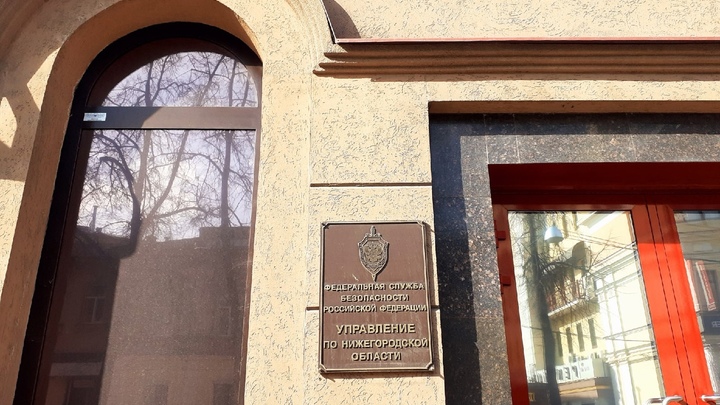 ФЕДЕРАЛЬНАЯ СЛУЖБА
БЕЗОПАСНОСТИ
РОССИЙСКОЙ ФЕДЕРАЦИИ
УПРАВЛЕНИЕ
ПО НИЖЕГОРОДСКОЙ
ОБЛАСТИ